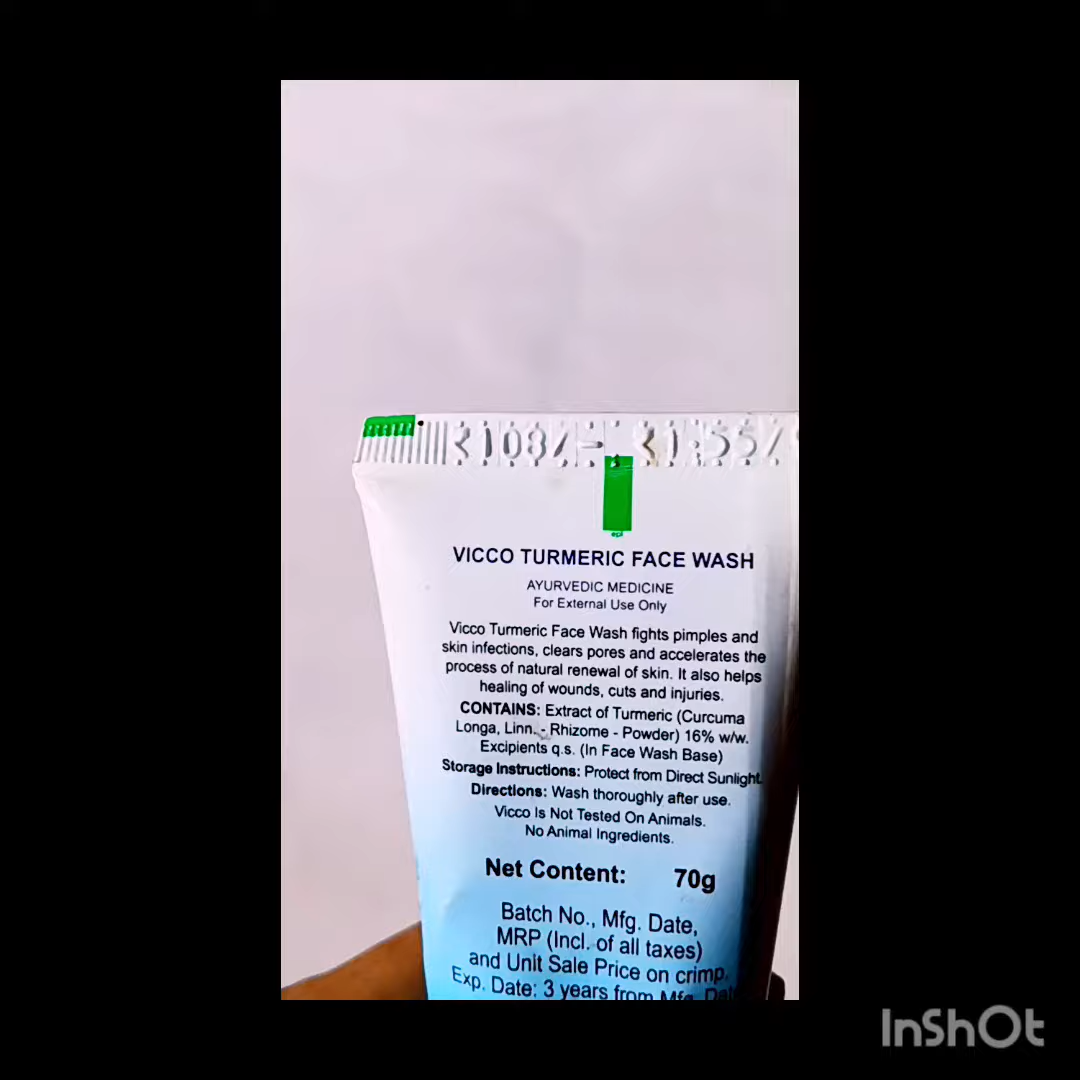 ₹108/- ₹1.55/
VICCO TURMERIC FACE WASH
AYURVEDIC MEDICINE
For External Use Only
Vicco Turmeric Face Wash fights pimples and
skin infections, clears pores and accelerates the
process of natural renewal of skin. It also helps
healing of wounds, cuts and injuries.
CONTAINS: Extract of Turmeric (Curcuma
Longa, Linn. - Rhizome - Powder) 16% w/w.
Excipients q.s. (In Face Wash Base)
Storage Instructions: Protect from Direct Sunlight.
Directions: Wash thoroughly after use.
Vicco Is Not Tested On Animals.
No Animal Ingredients.
Net Content: 70g
Batch No., Mfg. Date,
MRP (Incl. of all taxes)
and Unit Sale Price on crimp.
Exp. Date: 3 years from Mfg. Dat
InShOt